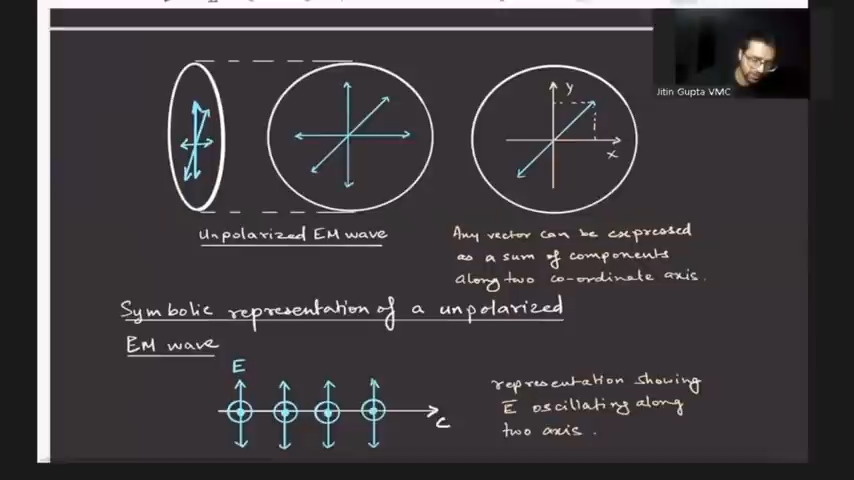 Jitin Gupta VMC
y
x
Unpolarized EM wave
Any vector can be expressed
as a sum of components
along two co-ordinate axis.
Symbolic representation of a unpolarized
EM wave
E
C
representation showing
E oscillating along
two axis.